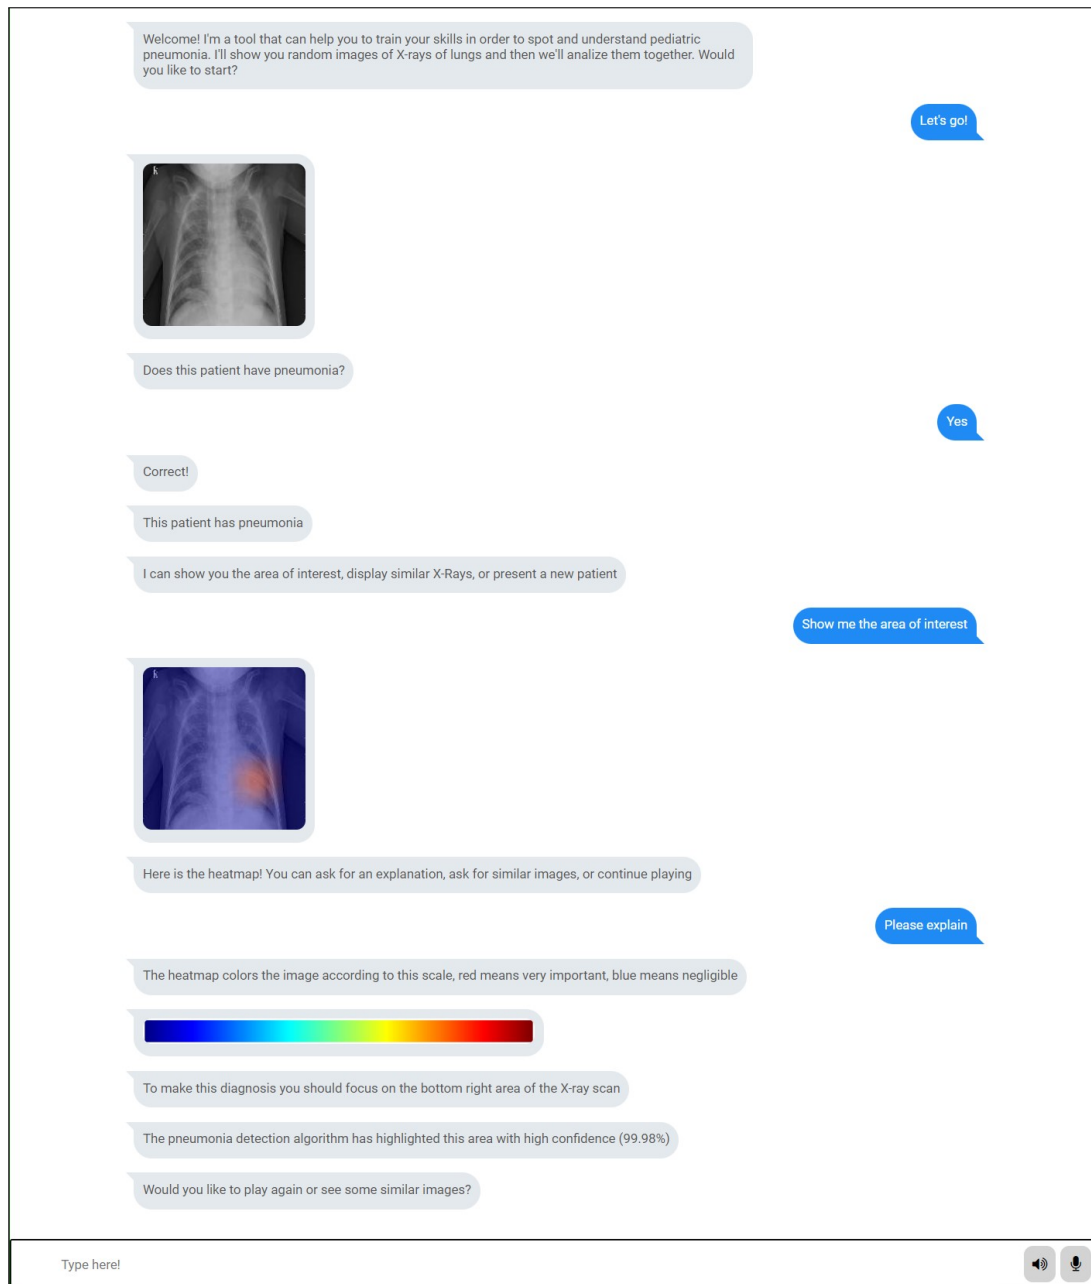 Welcome! I'm a tool that can help you to train your skills in order to spot and understand pediatric
pneumonia. I'll show you random images of X-rays of lungs and then we'll analize them together. Would
you like to start?
Let's go!
Does this patient have pneumonia?
Yes
Correct!
This patient has pneumonia
I can show you the area of interest, display similar X-Rays, or present a new patient
Show me the area of interest
Here is the heatmap! You can ask for an explanation, ask for similar images, or continue playing
Please explain
The heatmap colors the image according to this scale, red means very important, blue means negligible
To make this diagnosis you should focus on the bottom right area of the X-ray scan
The pneumonia detection algorithm has highlighted this area with high confidence (99.98%)
Would you like to play again or see some similar images?
Type here!